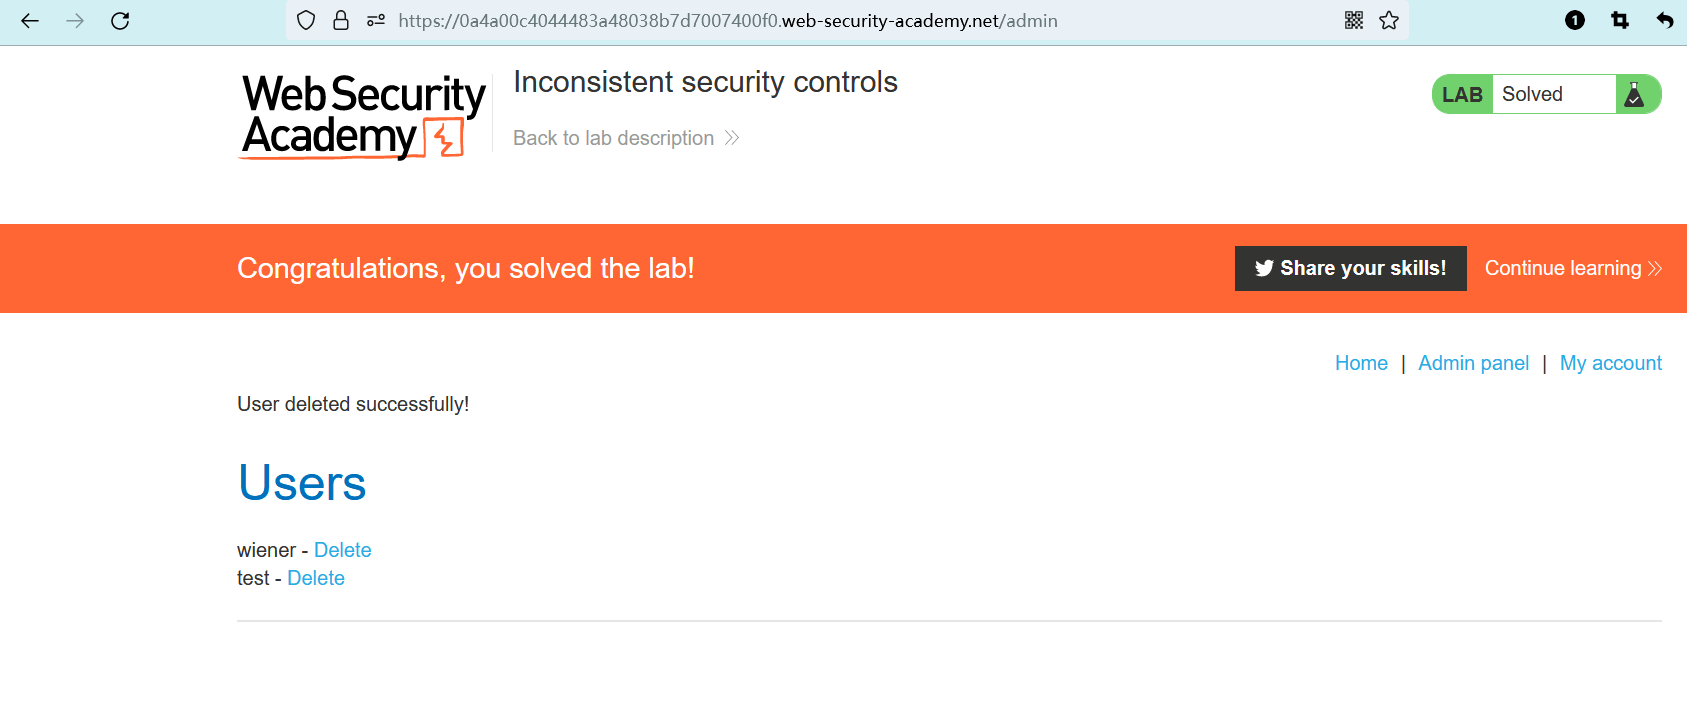 https://0a4a00c4044483a48038b7d7007400f0.web-security-academy.net/admin
1
Web Security
Academy
Inconsistent security controls
Back to lab description
LAB Solved
Congratulations, you solved the lab!
Share your skills!
Continue learning
Home | Admin panel | My account
User deleted successfully!
Users
wiener - Delete
test - Delete